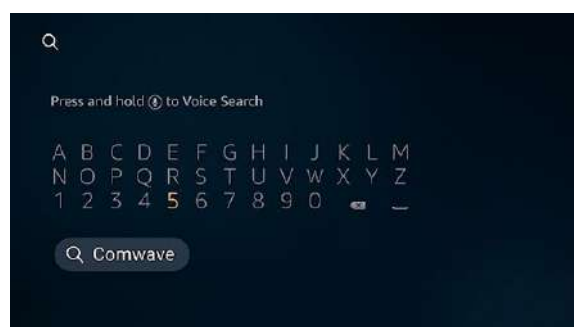 Press and hold to Voice Search
A B C D E F G H I J K L M
N O P Q R S T U V W X Y Z
1 2 3 4 5 6 7 8 9 0
Comwave